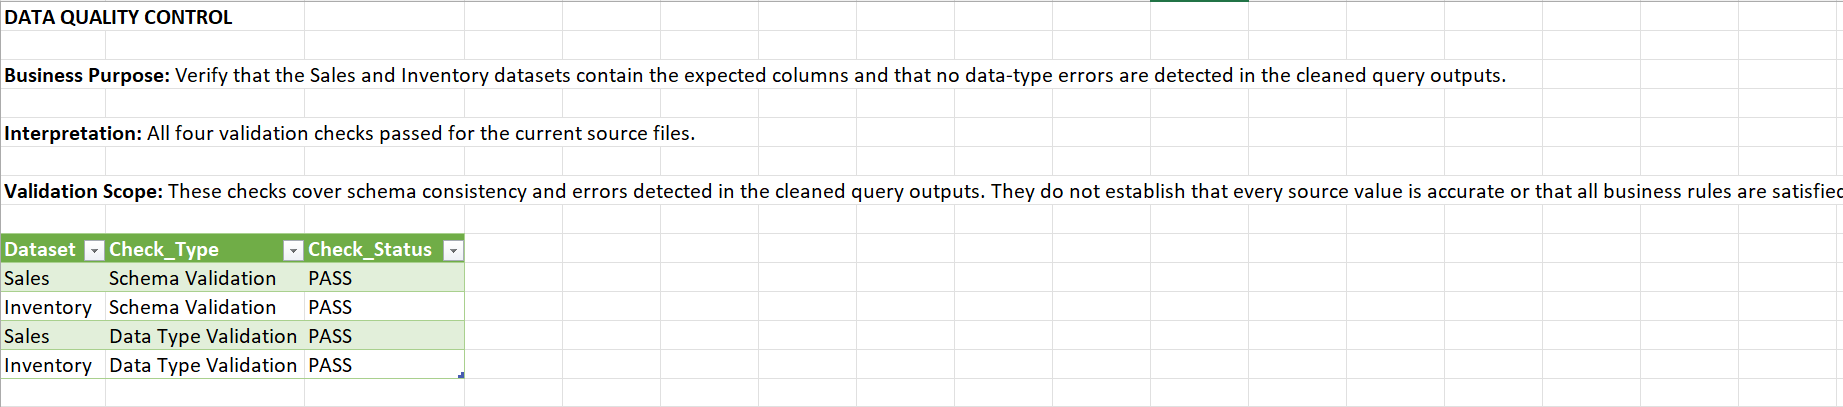 DATA QUALITY CONTROL
Business Purpose: Verify that the Sales and Inventory datasets contain the expected columns and that no data-type errors are detected in the cleaned query outputs.
Interpretation: All four validation checks passed for the current source files.
Validation Scope: These checks cover schema consistency and errors detected in the cleaned query outputs. They do not establish that every source value is accurate or that all business rules are
Dataset Check_Type Check_Status
Sales Schema Validation PASS
Inventory Schema Validation PASS
Sales Data Type Validation PASS
Inventory Data Type Validation PASS